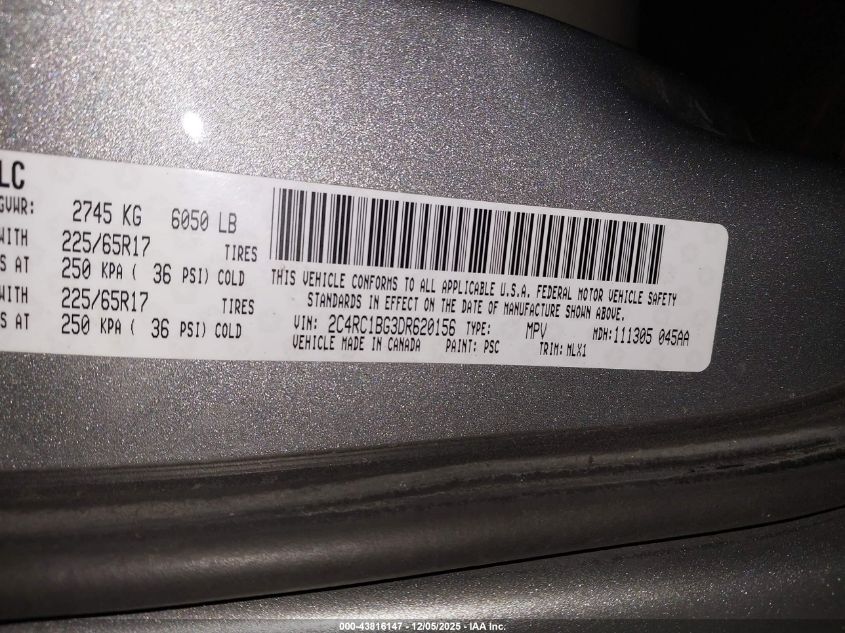 LC
GVWR: 2745 KG 6050 LB
WITH 225/65R17 TIRES
S AT 250 KPA ( 36 PSI) COLD
WITH 225/65R17 TIRES
S AT 250 KPA ( 36 PSI) COLD
THIS VEHICLE CONFORMS TO ALL APPLICABLE U.S.A. FEDERAL MOTOR VEHICLE SAFETY
STANDARDS IN EFFECT ON THE DATE OF MANUFACTURE SHOWN ABOVE.
VIN: 2C4RC1BG3DR620156 TYPE: MPV MDH:111305 045AA
VEHICLE MADE IN CANADA PAINT: PSC TRIM: MLX1
000-43816147 — 12/05/2025 — IAA Inc.